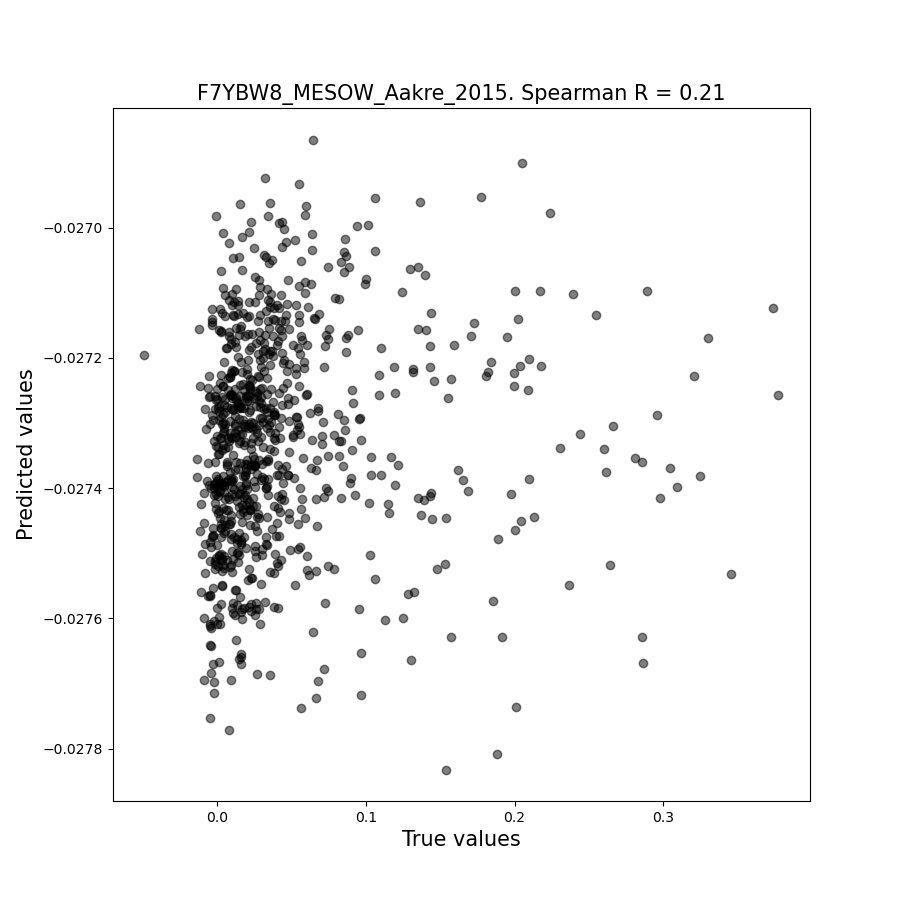 F7YBW8_MESOW_Aakre_2015. Spearman R = 0.21
Predicted values
−0.0270
−0.0272
−0.0274
−0.0276
−0.0278
0.0 0.1 0.2 0.3
True values